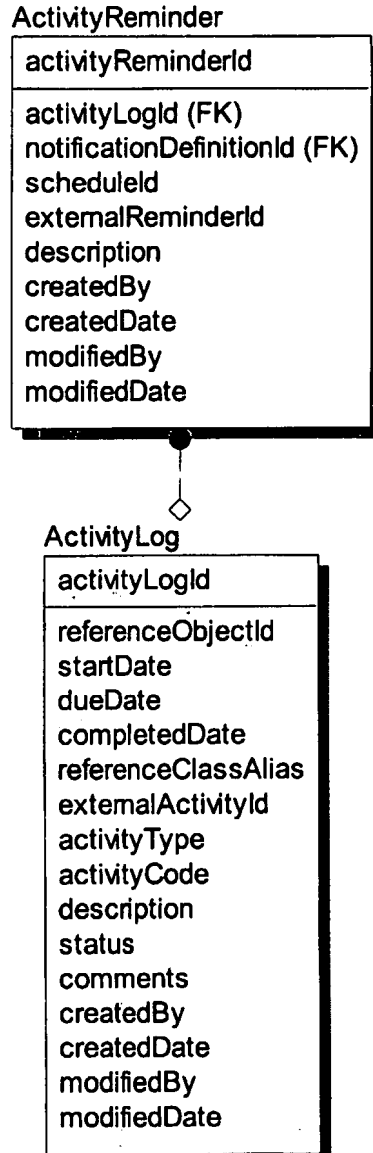 ActivityReminder
activityReminderId
activityLogId (FK)
notificationDefinitionId (FK)
scheduleId
externalReminderId
description
createdBy
createdDate
modifiedBy
modifiedDate
ActivityLog
activityLogId
referenceObjectId
startDate
dueDate
completedDate
referenceClassAlias
externalActivityId
activityType
activityCode
description
status
comments
createdBy
createdDate
modifiedBy
modifiedDate